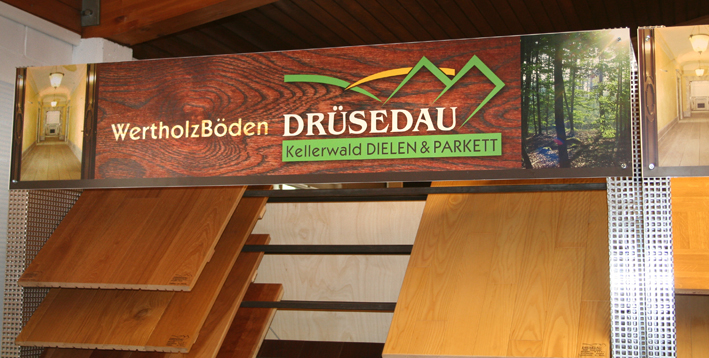 WertholzBöden DRÜSEDAU
Kellerwald DIELEN & PARKETT